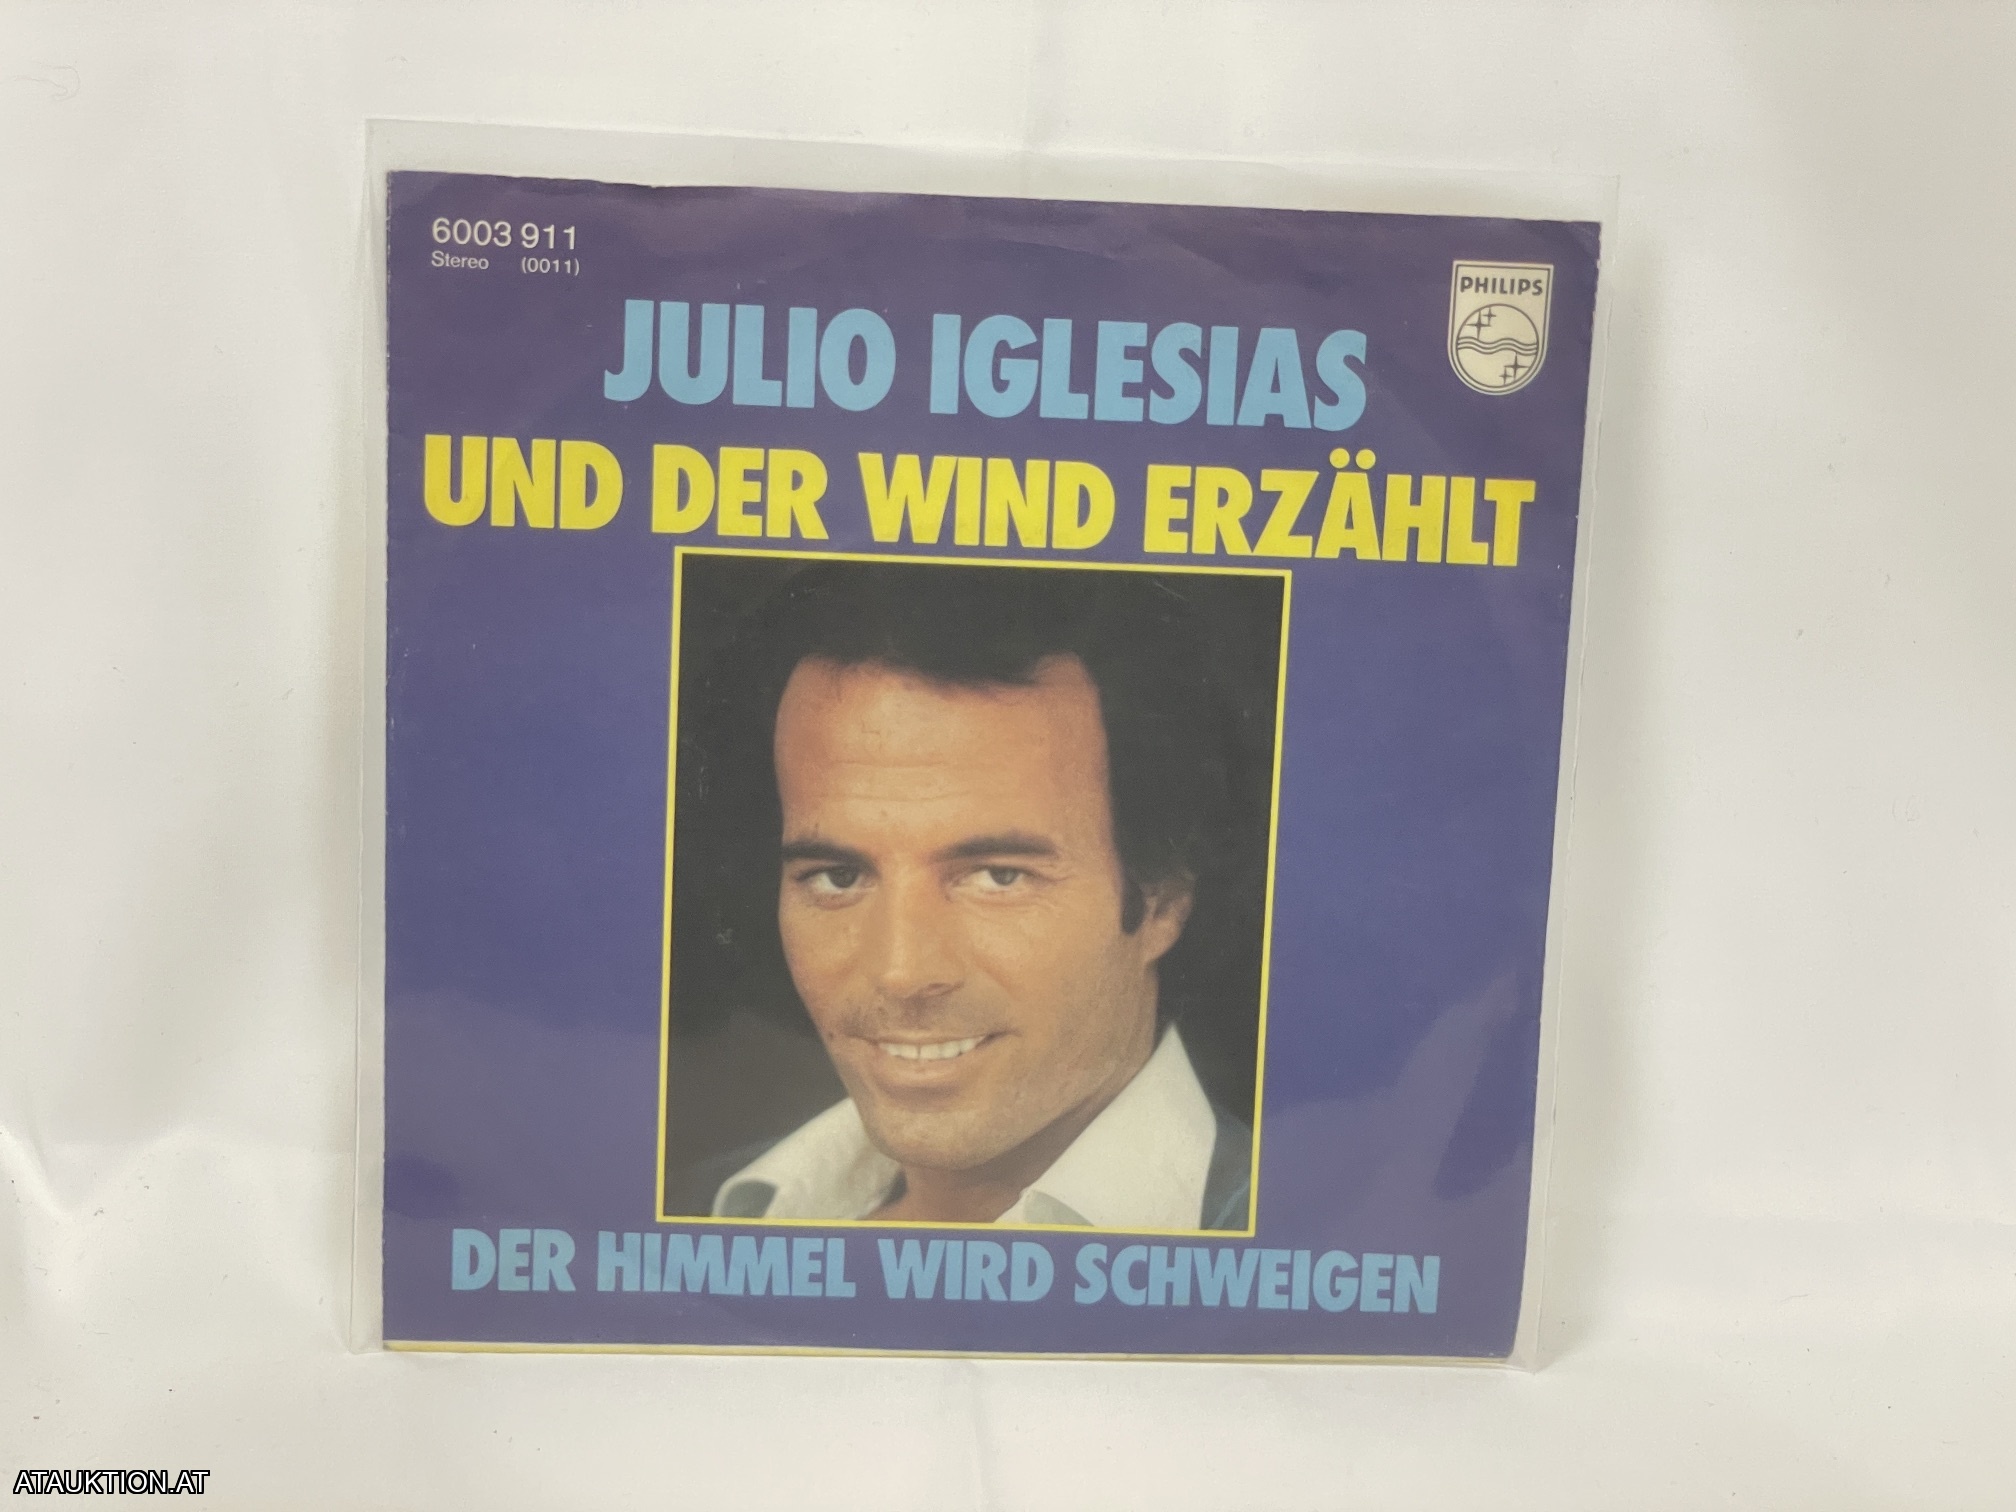 6003 911
Stereo (0011)
PHILIPS
JULIO IGLESIAS
UND DER WIND ERZÄHLT
DER HIMMEL WIRD SCHWEIGEN
ATAUKTION.AT